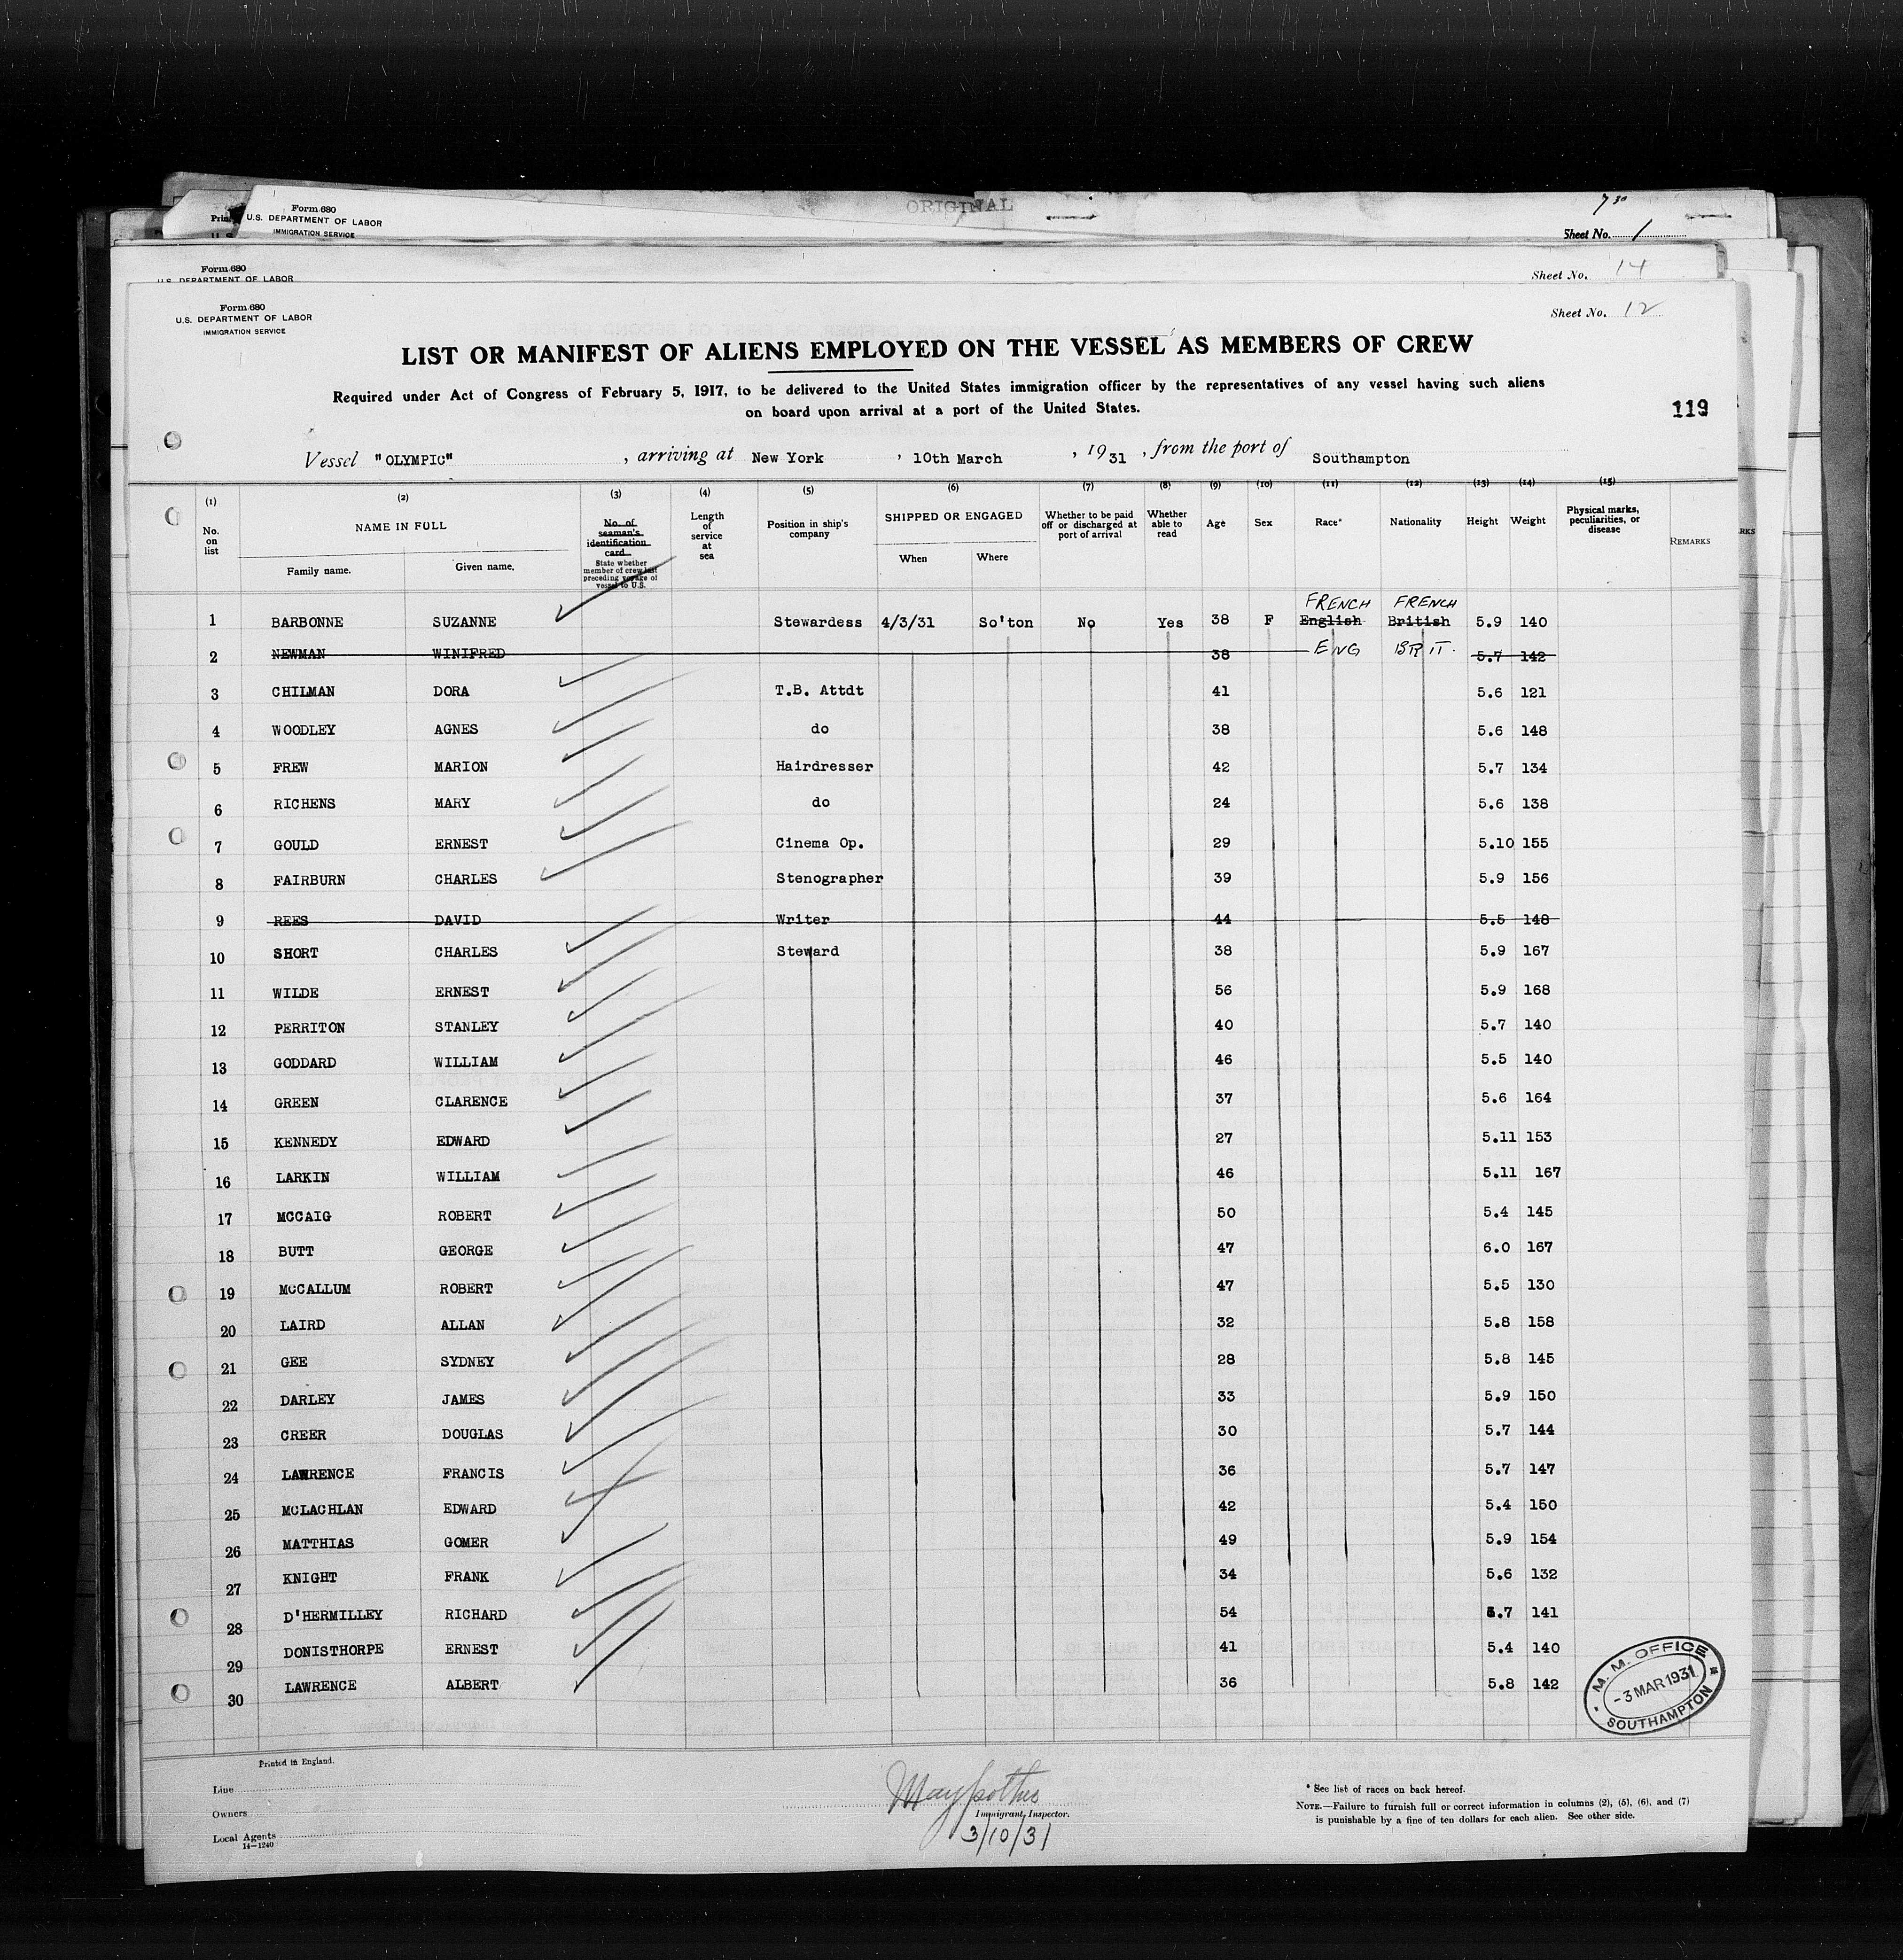 ORIGINAL
7 30
Form 680
U.S. DEPARTMENT OF LABOR
IMMIGRATION SERVICE
Sheet No. 1
Form 680
U.S. DEPARTMENT OF LABOR
Sheet No. 14
Form 680
U.S. DEPARTMENT OF LABOR
IMMIGRATION SERVICE
Sheet No. 12
LIST OR MANIFEST OF ALIENS EMPLOYED ON THE VESSEL AS MEMBERS OF CREW
Required under Act of Congress of February 5, 1917, to be delivered to the United States immigration officer by the representatives of any vessel having such aliens
on board upon arrival at a port of the United States.
119
Vessel "OLYMPIC", arriving at New York, 10th March, 1931, from the port of Southampton
(1) (2) (3) (4) (5) (6) (7) (8) (9) (10) (11) (12) (13) (14) (15)
No. on list
NAME IN FULL
Family name. Given name.
No. of seaman's identification card
State whether member of crew last preceding voyage of vessel to U.S.
Length of service at sea
Position in ship's company
SHIPPED OR ENGAGED
When Where
Whether to be paid off or discharged at port of arrival
Whether able to read
Age Sex Race* Nationality Height Weight
Physical marks, peculiarities, or disease
REMARKS
FRENCH FRENCH
1 BARBONNE SUZANNE Stewardess 4/3/31 So'ton No Yes 38 F English British 5.9 140
2 NEWMAN WINIFRED 38 ENG BRIT. 5.7 142
3 CHILMAN DORA T.B. Attdt 41 5.6 121
4 WOODLEY AGNES do 38 5.6 148
5 FREW MARION Hairdresser 42 5.7 134
6 RICHENS MARY do 24 5.6 138
7 GOULD ERNEST Cinema Op. 29 5.10 155
8 FAIRBURN CHARLES Stenographer 39 5.9 156
9 REES DAVID Writer 44 5.5 148
10 SHORT CHARLES Steward 38 5.9 167
11 WILDE ERNEST 56 5.9 168
12 PERRITON STANLEY 40 5.7 140
13 GODDARD WILLIAM 46 5.5 140
14 GREEN CLARENCE 37 5.6 164
15 KENNEDY EDWARD 27 5.11 153
16 LARKIN WILLIAM 46 5.11 167
17 MCCAIG ROBERT 50 5.4 145
18 BUTT GEORGE 47 6.0 167
19 MCCALLUM ROBERT 47 5.5 130
20 LAIRD ALLAN 32 5.8 158
21 GEE SYDNEY 28 5.8 145
22 DARLEY JAMES 33 5.9 150
23 CREER DOUGLAS 30 5.7 144
24 LAWRENCE FRANCIS 36 5.7 147
25 MCLACHLAN EDWARD 42 5.4 150
26 MATTHIAS GOMER 49 5.9 154
27 KNIGHT FRANK 34 5.6 132
28 D'HERMILLEY RICHARD 54 5.7 141
29 DONISTHORPE ERNEST 41 5.4 140
30 LAWRENCE ALBERT 36 5.8 142
M. M. OFFICE
-3 MAR 1931
SOUTHAMPTON
Printed in England.
Line
Owners
Local Agents
14-1240
Immigrant Inspector.
3/10/31
* See list of races on back hereof.
NOTE.—Failure to furnish full or correct information in columns (2), (5), (6), and (7)
is punishable by a fine of ten dollars for each alien. See other side.